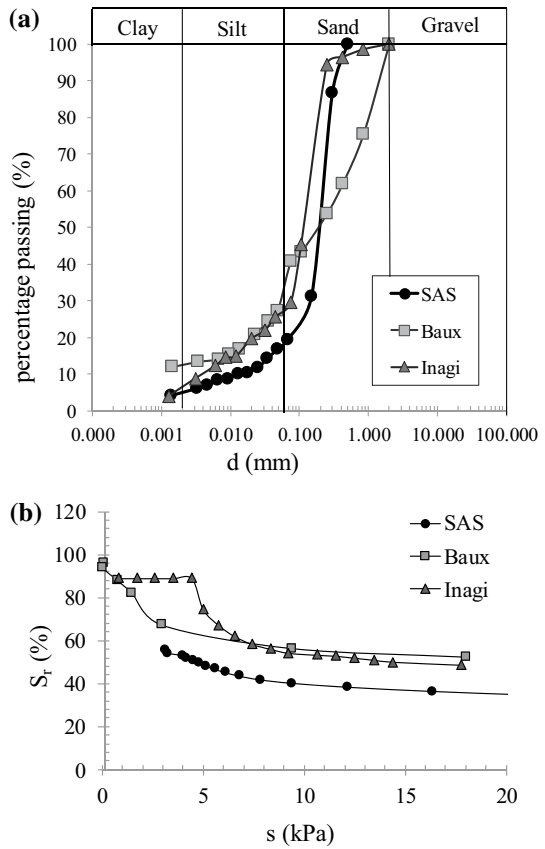 (a)
Clay Silt Sand Gravel
percentage passing (%)
100
90
80
70
60
50
40
30
20
10
0
SAS
Baux
Inagi
0.000 0.001 0.010 0.100 1.000 10.000 100.000
d (mm)
(b)
S_r (%)
120
100
80
60
40
20
0
SAS
Baux
Inagi
0 5 10 15 20
s (kPa)